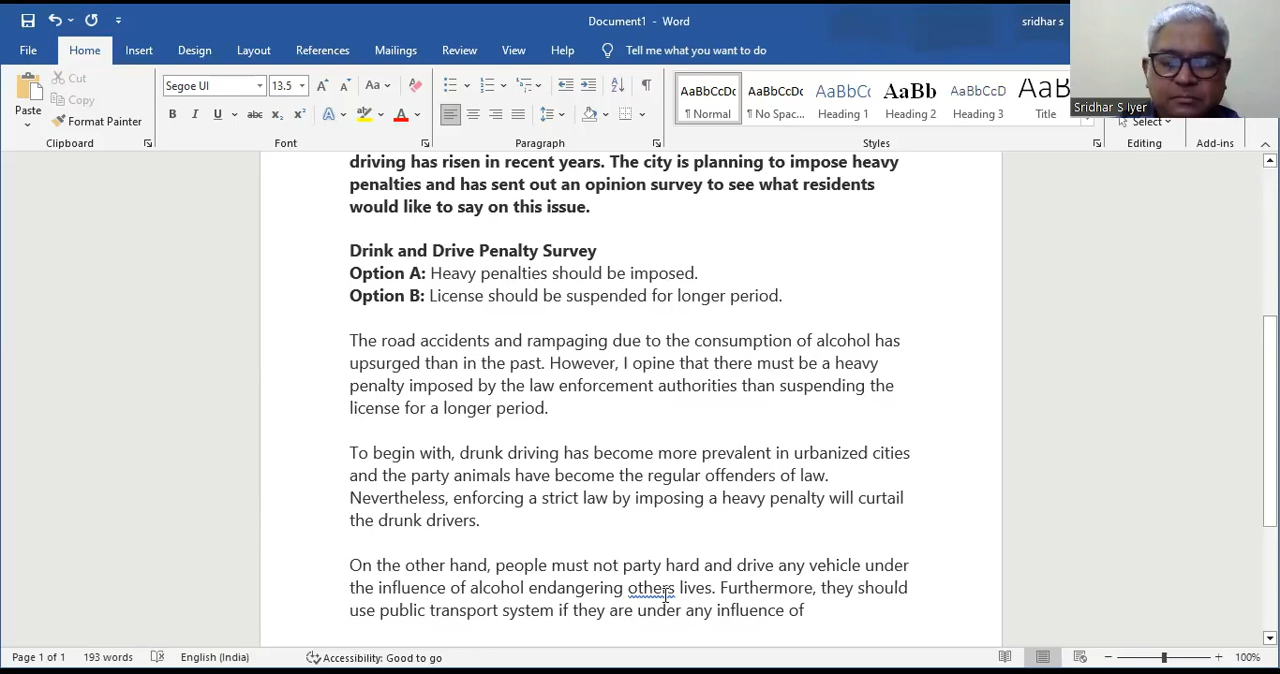 Document1 - Word
sridhar s
File Home Insert Design Layout References Mailings Review View Help Tell me what you want to do
Paste
Cut
Copy
Format Painter
Clipboard
Segoe UI 13.5
Font
Paragraph
AaBbCcDc AaBbCcDc AaBbCc AaBb AaBbCcD AaB
¶ Normal ¶ No Spac... Heading 1 Heading 2 Heading 3 Title
Styles
Select
Editing
Add-ins
Sridhar S Iyer
driving has risen in recent years. The city is planning to impose heavy
penalties and has sent out an opinion survey to see what residents
would like to say on this issue.
Drink and Drive Penalty Survey
Option A: Heavy penalties should be imposed.
Option B: License should be suspended for longer period.
The road accidents and rampaging due to the consumption of alcohol has
upsurged than in the past. However, I opine that there must be a heavy
penalty imposed by the law enforcement authorities than suspending the
license for a longer period.
To begin with, drunk driving has become more prevalent in urbanized cities
and the party animals have become the regular offenders of law.
Nevertheless, enforcing a strict law by imposing a heavy penalty will curtail
the drunk drivers.
On the other hand, people must not party hard and drive any vehicle under
the influence of alcohol endangering others lives. Furthermore, they should
use public transport system if they are under any influence of
Page 1 of 1 193 words English (India) Accessibility: Good to go 100%